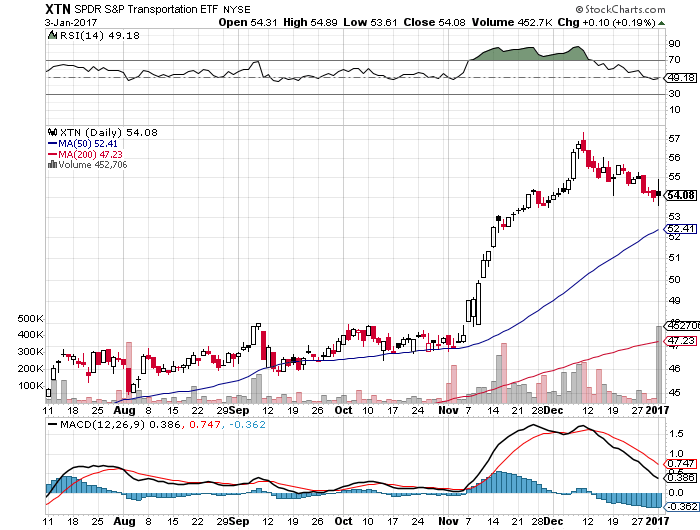 XTN SPDR S&P Transportation ETF NYSE © StockCharts.com
3-Jan-2017 Open 54.31 High 54.89 Low 53.61 Close 54.08 Volume 452.7K Chg +0.10 (+0.19%)
RSI(14) 49.18
90
70
49.18
30
10
XTN (Daily) 54.08
MA(50) 52.41
MA(200) 47.23
Volume 452,706
57
56
55
54.08
53
52.41
52
51
50
49
48
452706
47.23
47
46
45
500K
400K
300K
200K
100K
11 18 25 Aug 8 15 22 29 Sep 12 19 26 Oct 10 17 24 Nov 7 14 21 28 Dec 12 19 27 2017
MACD(12,26,9) 0.386, 0.747, -0.362
1.5
1.0
0.747
0.386
0.0
-0.362
11 18 25 Aug 8 15 22 29 Sep 12 19 26 Oct 10 17 24 Nov 7 14 21 28 Dec 12 19 27 2017